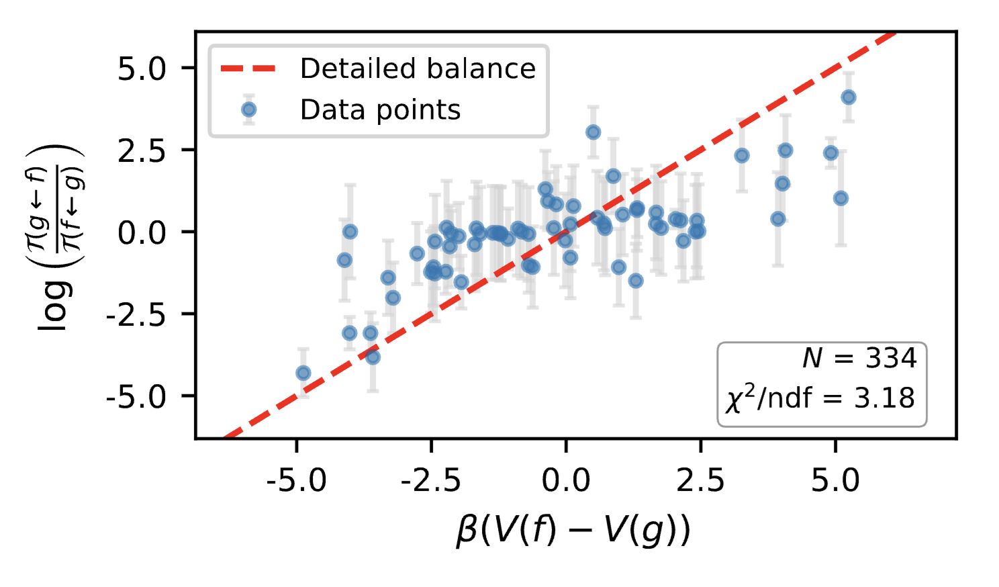 Detailed balance
Data points
5.0
2.5
0.0
-2.5
-5.0
log (𝒯(g ← f) / 𝒯(f ← g))
N = 334
χ²/ndf = 3.18
-5.0 -2.5 0.0 2.5 5.0
β(V(f) − V(g))